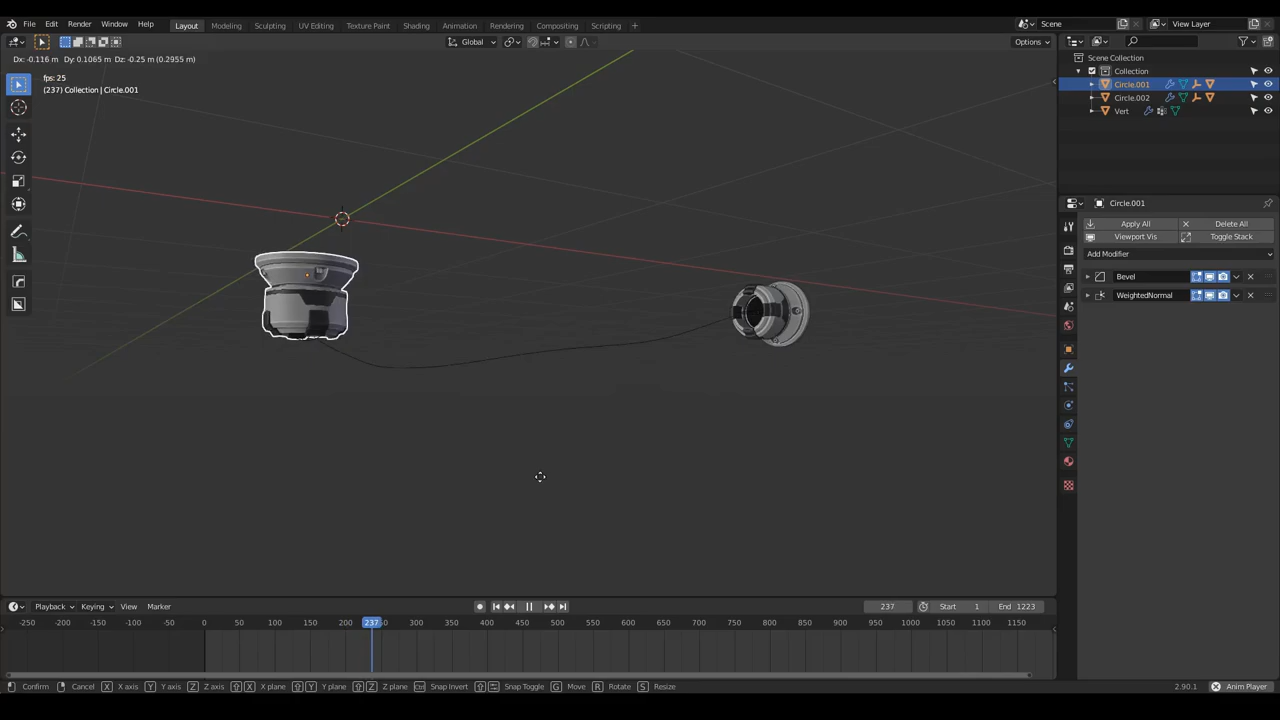 File Edit Render Window Help Layout Modeling Sculpting UV Editing Texture Paint Shading Animation Rendering Compositing Scripting + Scene View Layer
Global Options
Dx: -0.116 m Dy: 0.1065 m Dz: -0.25 m (0.2955 m)
fps: 25
(237) Collection | Circle.001
Scene Collection
Collection
Circle.001
Circle.002
Vert
Circle.001
Apply All Delete All
Viewport Vis Toggle Stack
Add Modifier
Bevel
WeightedNormal
Playback Keying View Marker 237 Start 1 End 1223
-250 -200 -150 -100 -50 0 50 100 150 200 237 300 350 400 450 500 550 600 650 700 750 800 850 900 950 1000 1050 1100 1150
Confirm Cancel X X axis Y Y axis Z Z axis X X plane Y Y plane Z Z plane Ctrl Snap Invert Snap Toggle G Move R Rotate S Resize 2.90.1 Anim Player